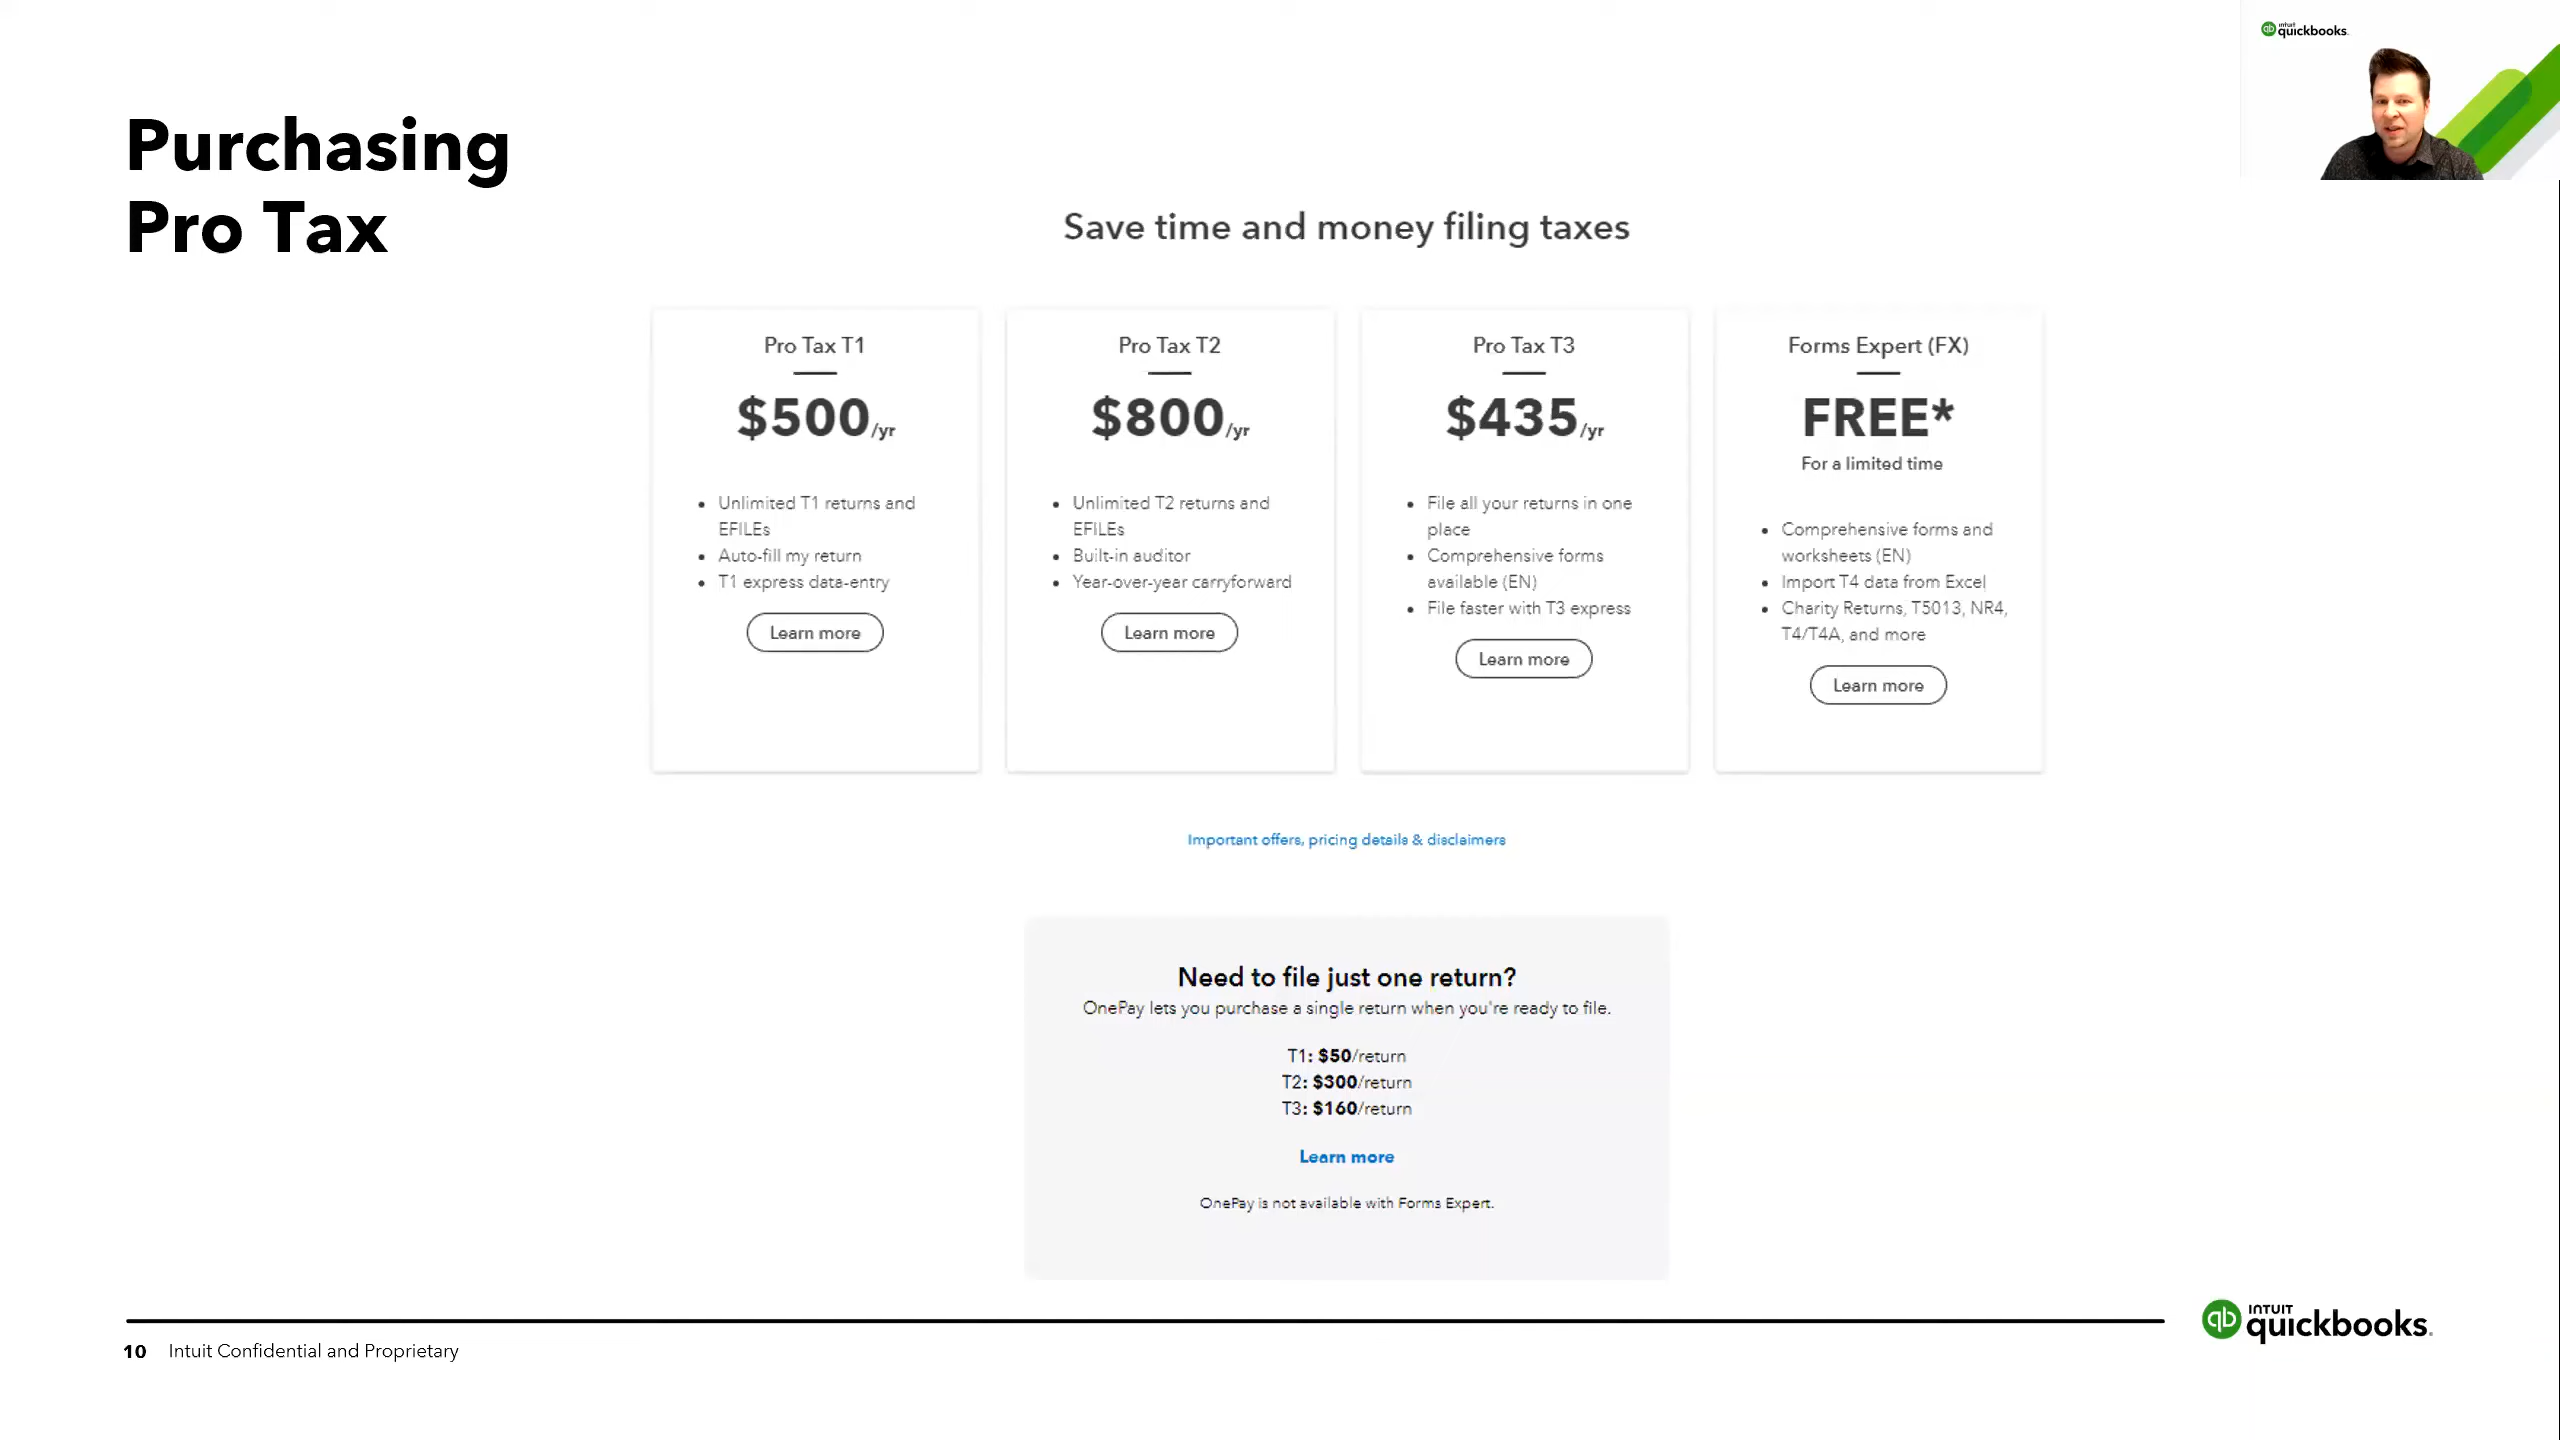 INTUIT
quickbooks.
Purchasing
Pro Tax
Save time and money filing taxes
Pro Tax T1
$500/yr
• Unlimited T1 returns and
EFILEs
• Auto-fill my return
• T1 express data-entry
Learn more
Pro Tax T2
$800/yr
• Unlimited T2 returns and
EFILEs
• Built-in auditor
• Year-over-year carryforward
Learn more
Pro Tax T3
$435/yr
• File all your returns in one
place
• Comprehensive forms
available (EN)
• File faster with T3 express
Learn more
Forms Expert (FX)
FREE*
For a limited time
• Comprehensive forms and
worksheets (EN)
• Import T4 data from Excel
• Charity Returns, T5013, NR4,
T4/T4A, and more
Learn more
Important offers, pricing details & disclaimers
Need to file just one return?
OnePay lets you purchase a single return when you're ready to file.
T1: $50/return
T2: $300/return
T3: $160/return
Learn more
OnePay is not available with Forms Expert.
10 Intuit Confidential and Proprietary
qb INTUIT
quickbooks.